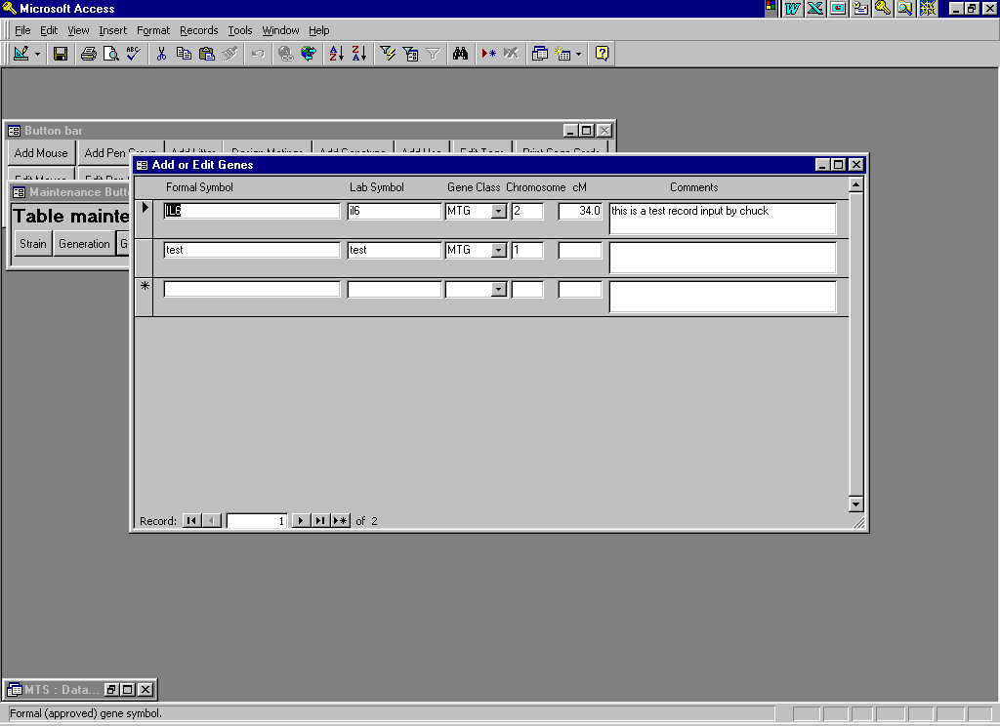 Microsoft Access
File Edit View Insert Format Records Tools Window Help
Button bar
Add Mouse Add Pen Group Add Litter Design Matings Add Genotype Add Use Edit Tags Print Cage Cards
Edit Mouse Edit Pen
Maintenance Butt
Table mainte
Strain Generation G
Add or Edit Genes
Formal Symbol Lab Symbol Gene Class Chromosome cM Comments
IL6 il6 MTG 2 34.0 this is a test record input by chuck
test test MTG 1
Record: 1 of 2
MTS : Data...
Formal (approved) gene symbol.